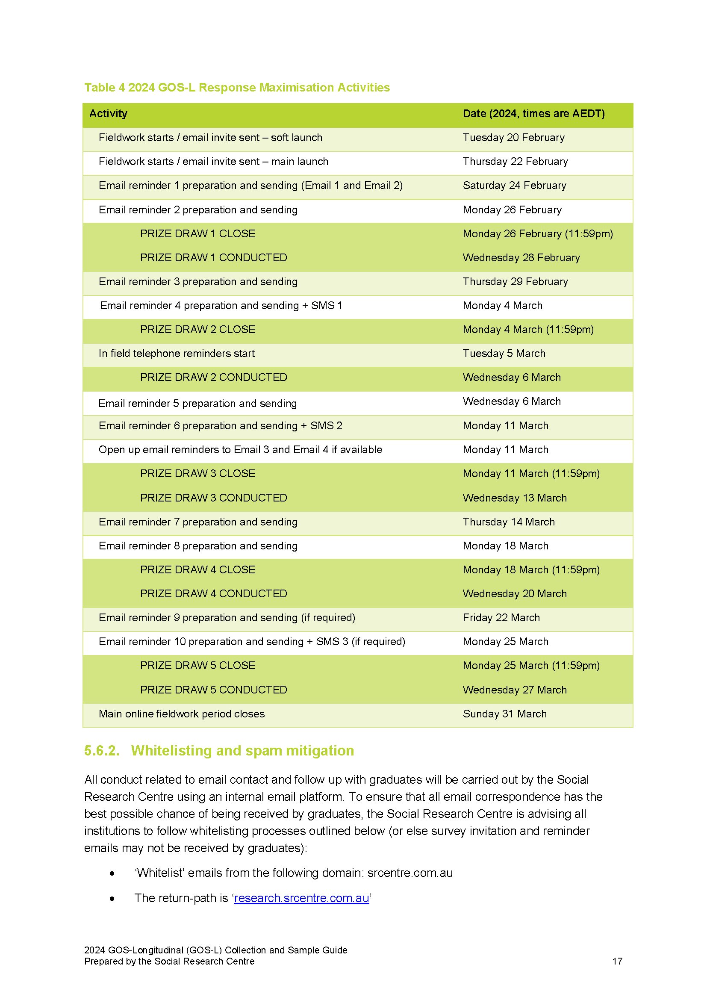 Table 4 2024 GOS-L Response Maximisation Activities
Activity Date (2024, times are AEDT)
Fieldwork starts / email invite sent – soft launch Tuesday 20 February
Fieldwork starts / email invite sent – main launch Thursday 22 February
Email reminder 1 preparation and sending (Email 1 and Email 2) Saturday 24 February
Email reminder 2 preparation and sending Monday 26 February
PRIZE DRAW 1 CLOSE Monday 26 February (11:59pm)
PRIZE DRAW 1 CONDUCTED Wednesday 28 February
Email reminder 3 preparation and sending Thursday 29 February
Email reminder 4 preparation and sending + SMS 1 Monday 4 March
PRIZE DRAW 2 CLOSE Monday 4 March (11:59pm)
In field telephone reminders start Tuesday 5 March
PRIZE DRAW 2 CONDUCTED Wednesday 6 March
Email reminder 5 preparation and sending Wednesday 6 March
Email reminder 6 preparation and sending + SMS 2 Monday 11 March
Open up email reminders to Email 3 and Email 4 if available Monday 11 March
PRIZE DRAW 3 CLOSE Monday 11 March (11:59pm)
PRIZE DRAW 3 CONDUCTED Wednesday 13 March
Email reminder 7 preparation and sending Thursday 14 March
Email reminder 8 preparation and sending Monday 18 March
PRIZE DRAW 4 CLOSE Monday 18 March (11:59pm)
PRIZE DRAW 4 CONDUCTED Wednesday 20 March
Email reminder 9 preparation and sending (if required) Friday 22 March
Email reminder 10 preparation and sending + SMS 3 (if required) Monday 25 March
PRIZE DRAW 5 CLOSE Monday 25 March (11:59pm)
PRIZE DRAW 5 CONDUCTED Wednesday 27 March
Main online fieldwork period closes Sunday 31 March
5.6.2. Whitelisting and spam mitigation
All conduct related to email contact and follow up with graduates will be carried out by the Social
Research Centre using an internal email platform. To ensure that all email correspondence has the
best possible chance of being received by graduates, the Social Research Centre is advising all
institutions to follow whitelisting processes outlined below (or else survey invitation and reminder
emails may not be received by graduates):
• ‘Whitelist’ emails from the following domain: srcentre.com.au
• The return-path is ‘research.srcentre.com.au’
2024 GOS-Longitudinal (GOS-L) Collection and Sample Guide
Prepared by the Social Research Centre 17